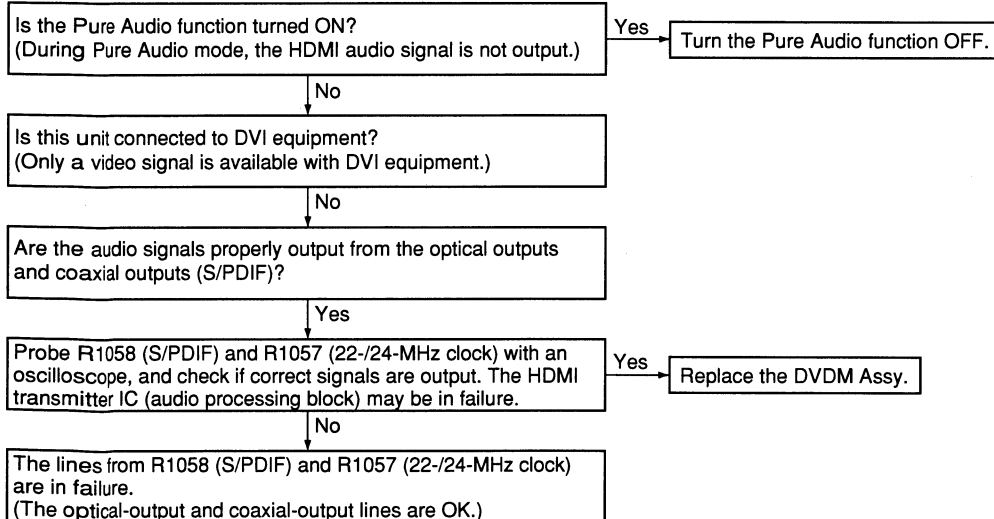 Is the Pure Audio function turned ON?
(During Pure Audio mode, the HDMI audio signal is not output.)
Yes
Turn the Pure Audio function OFF.
No
Is this unit connected to DVI equipment?
(Only a video signal is available with DVI equipment.)
No
Are the audio signals properly output from the optical outputs
and coaxial outputs (S/PDIF)?
Yes
Probe R1058 (S/PDIF) and R1057 (22-/24-MHz clock) with an
oscilloscope, and check if correct signals are output. The HDMI
transmitter IC (audio processing block) may be in failure.
Yes
Replace the DVDM Assy.
No
The lines from R1058 (S/PDIF) and R1057 (22-/24-MHz clock)
are in failure.
(The optical-output and coaxial-output lines are OK.)